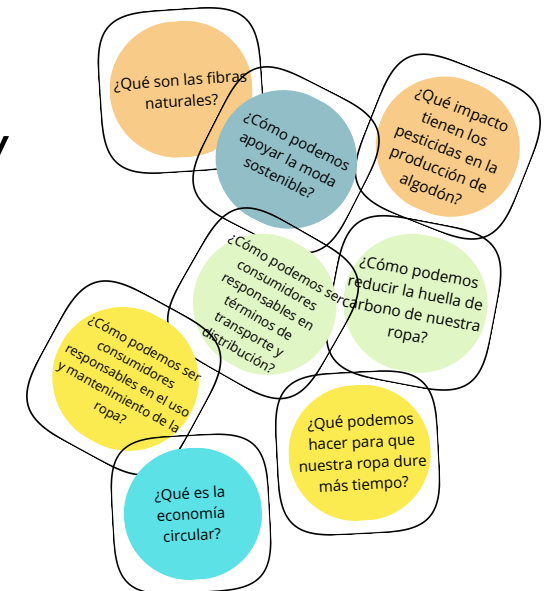 ¿Qué son las fibras
naturales?
¿Cómo podemos
apoyar la moda
sostenible?
¿Qué impacto
tienen los
pesticidas en la
producción de
algodón?
¿Cómo podemos ser
consumidores
responsables en
términos de
transporte y
distribución?
¿Cómo podemos
reducir la huella de
carbono de nuestra
ropa?
¿Cómo podemos ser
consumidores
responsables en el uso
y mantenimiento de la
ropa?
¿Qué podemos
hacer para que
nuestra ropa dure
más tiempo?
¿Qué es la
economía
circular?